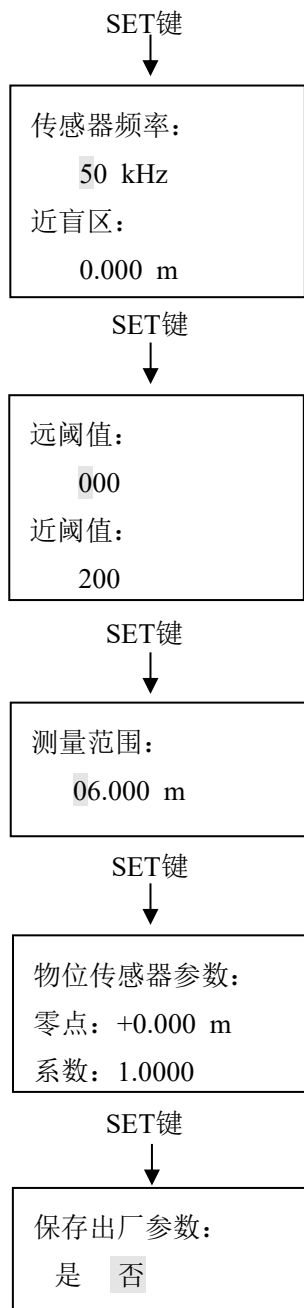 SET键
传感器频率：
50 kHz
近盲区：
0.000 m
SET键
远阈值：
000
近阈值：
200
SET键
测量范围：
06.000 m
SET键
物位传感器参数：
零点：+0.000 m
系数：1.0000
SET键
保存出厂参数：
是 否